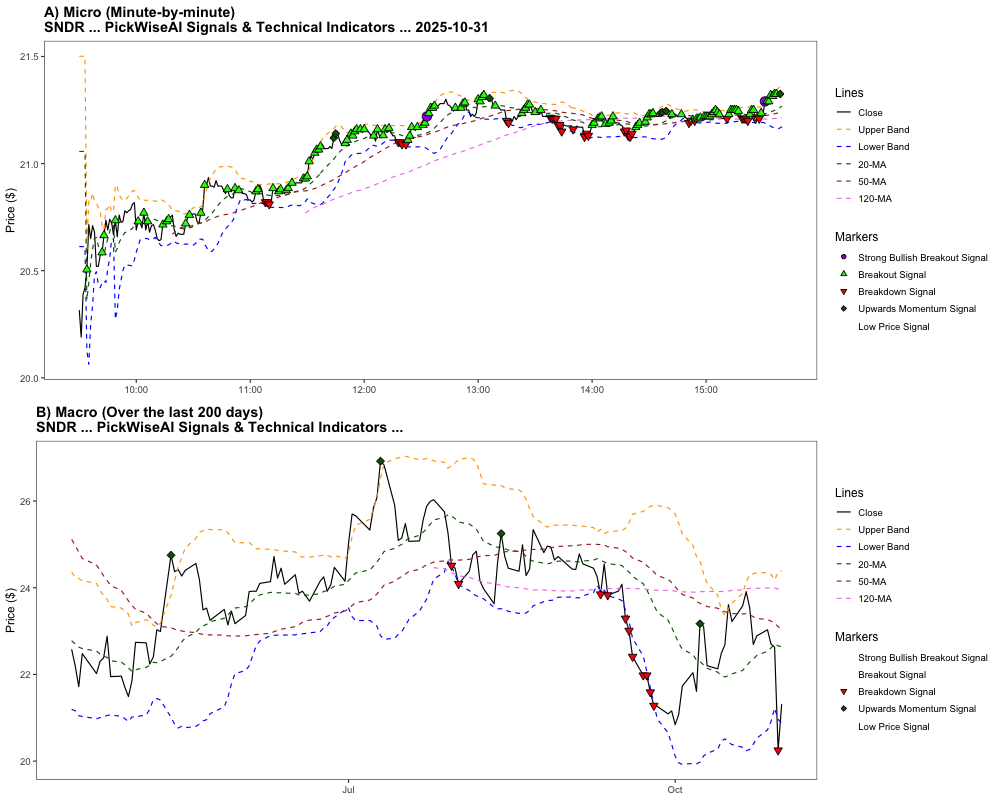 A) Micro (Minute-by-minute)
SNDR ... PickWiseAI Signals & Technical Indicators ... 2025-10-31
Price ($)
21.5
21.0
20.5
20.0
10:00
11:00
12:00
13:00
14:00
15:00
Lines
Close
Upper Band
Lower Band
20-MA
50-MA
120-MA
Markers
Strong Bullish Breakout Signal
Breakout Signal
Breakdown Signal
Upwards Momentum Signal
Low Price Signal
B) Macro (Over the last 200 days)
SNDR ... PickWiseAI Signals & Technical Indicators ...
Price ($)
26
24
22
20
Jul
Oct
Lines
Close
Upper Band
Lower Band
20-MA
50-MA
120-MA
Markers
Strong Bullish Breakout Signal
Breakout Signal
Breakdown Signal
Upwards Momentum Signal
Low Price Signal